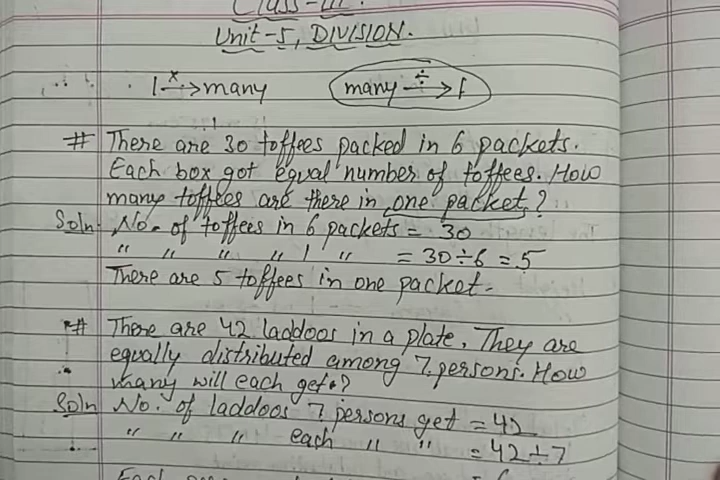 Class-III.
Unit-5, DIVISION.
1 ×→ many many ÷→ 1
# There are 30 toffees packed in 6 packets.
Each box got equal number of toffees. How
many toffees are there in one packet?
Soln. No. of toffees in 6 packets = 30
" " " " 1 " = 30÷6 = 5
There are 5 toffees in one packet.
# There are 42 laddoos in a plate. They are
equally distributed among 7 persons. How
many will each get?
Soln No. of laddoos 7 persons get = 42
" " " each " " = 42÷7
= 6